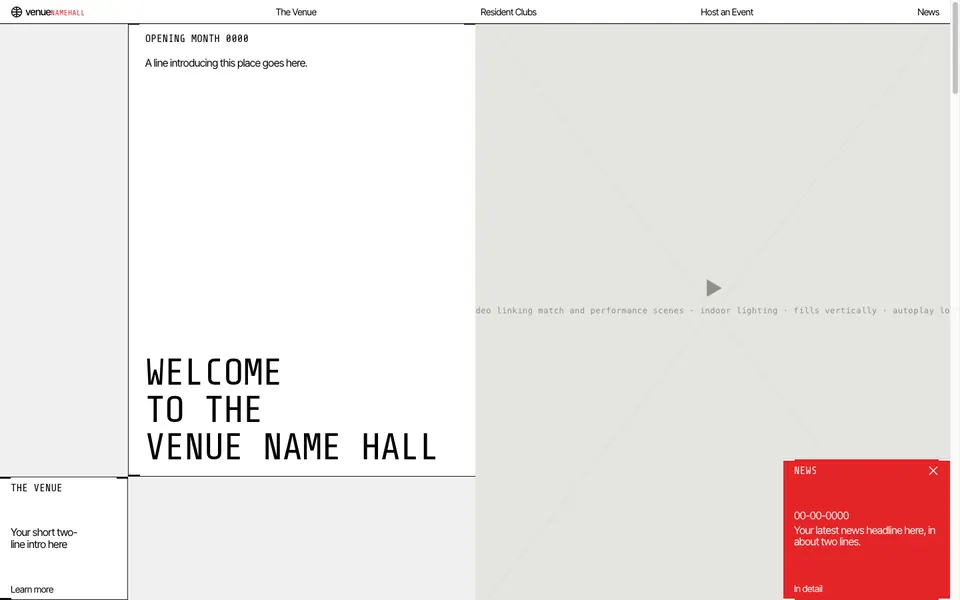 venueNAMEHALL
The Venue
Resident Clubs
Host an Event
News
OPENING MONTH 0000
A line introducing this place goes here.
deo linking match and performance scenes · indoor lighting · fills vertically · autoplay lo
WELCOME
TO THE
VENUE NAME HALL
THE VENUE
Your short two-
line intro here
Learn more
NEWS
00-00-0000
Your latest news headline here, in
about two lines.
In detail